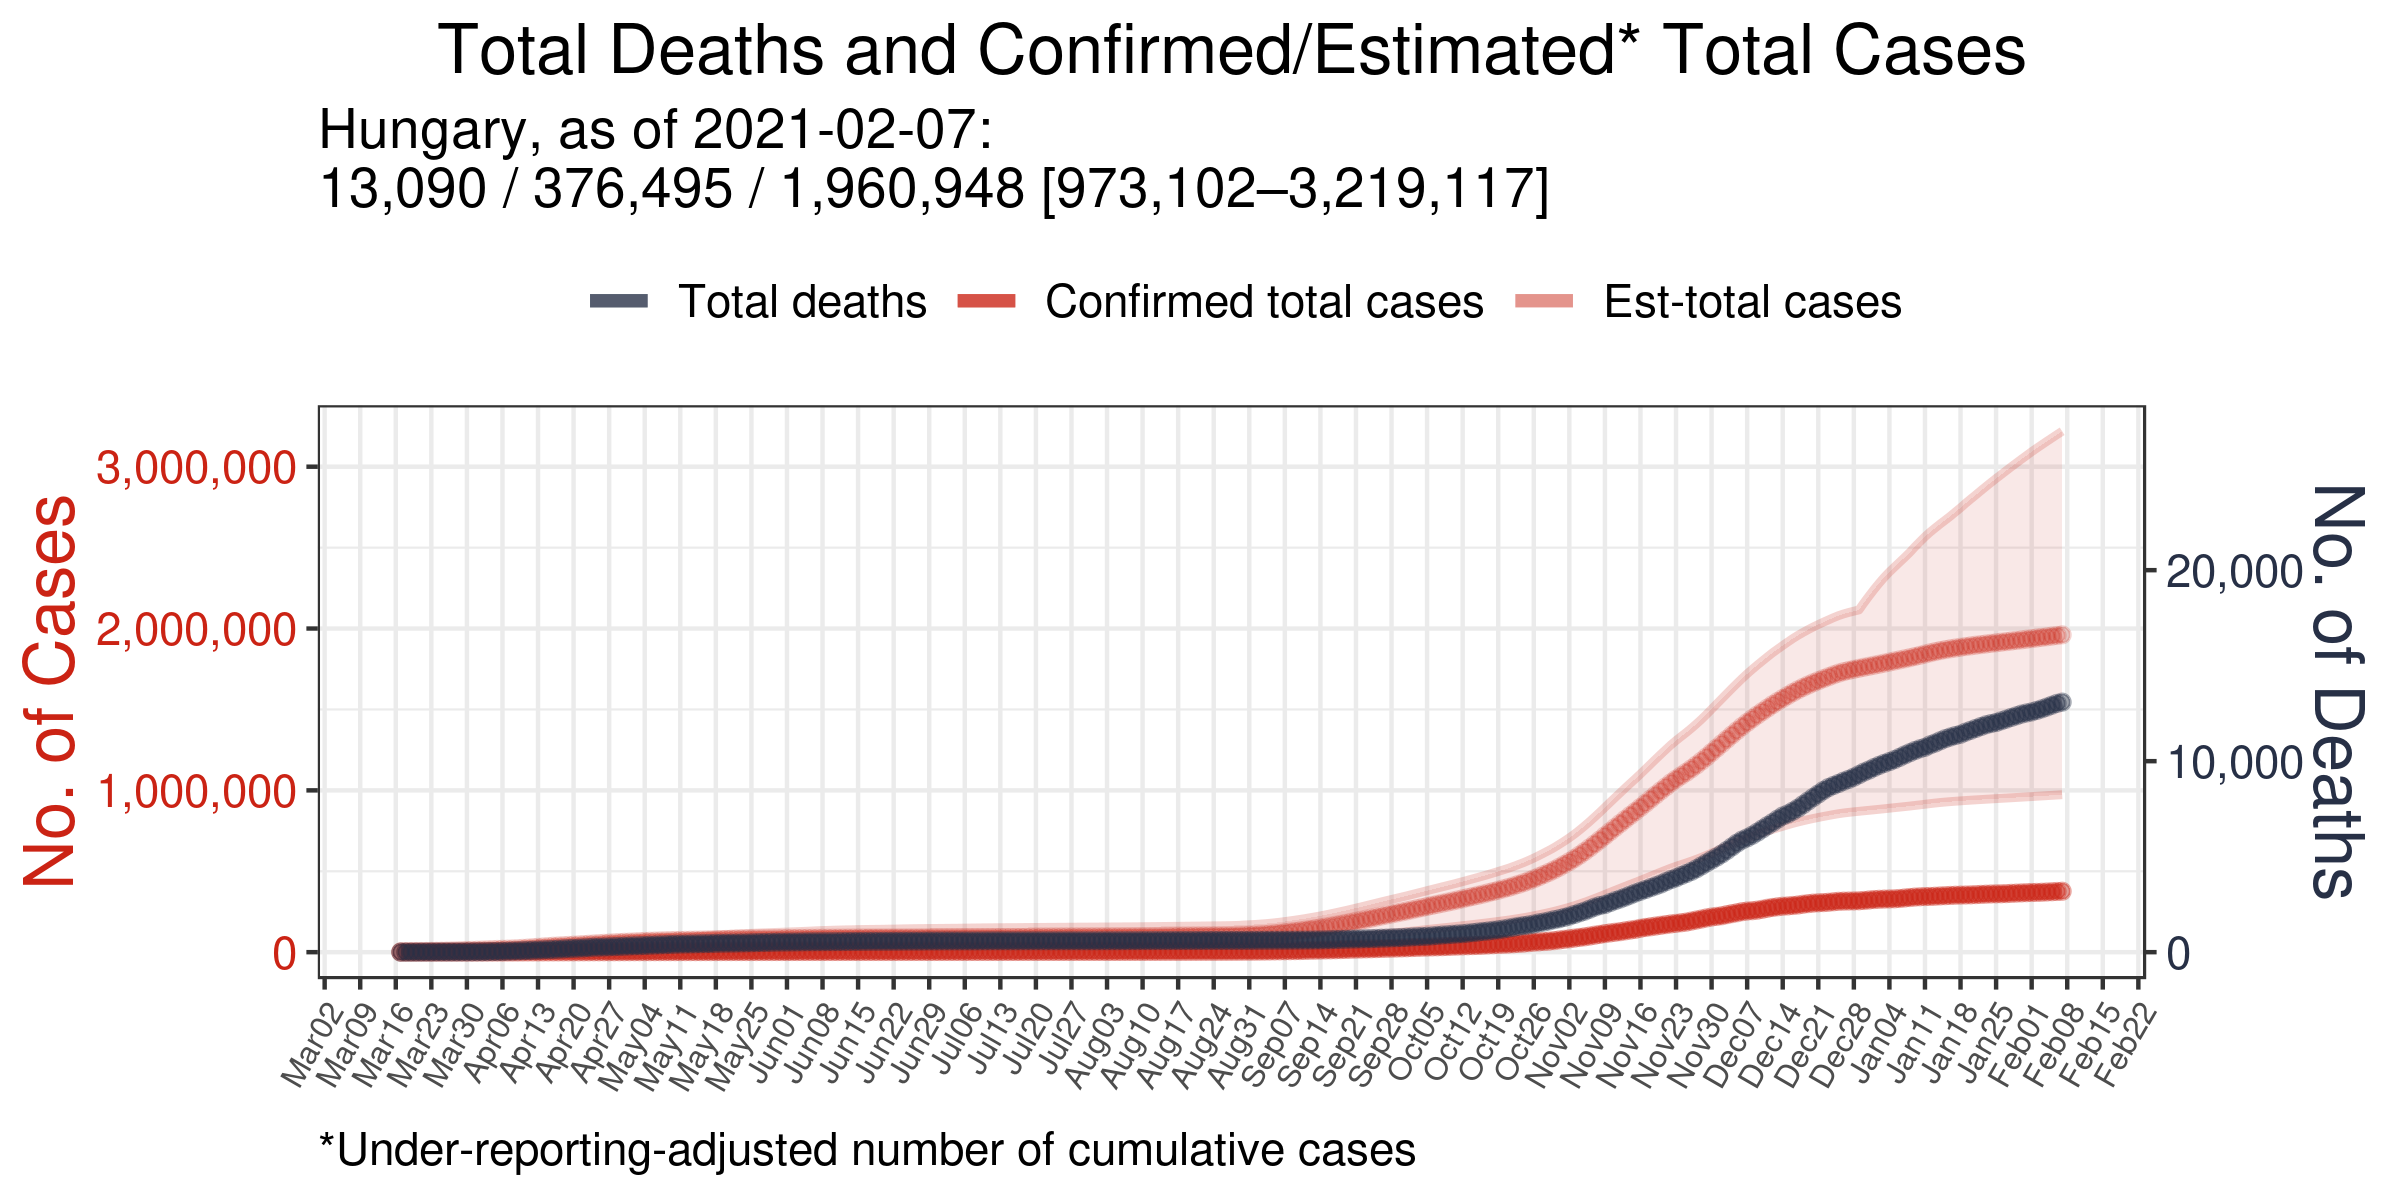 Total Deaths and Confirmed/Estimated* Total Cases
Hungary, as of 2021-02-07:
13,090 / 376,495 / 1,960,948 [973,102–3,219,117]
Total deaths
Confirmed total cases
Est-total cases
No. of Cases
3,000,000
2,000,000
1,000,000
0
No. of Deaths
20,000
10,000
0
Mar02
Mar09
Mar16
Mar23
Mar30
Apr06
Apr13
Apr20
Apr27
May04
May11
May18
May25
Jun01
Jun08
Jun15
Jun22
Jun29
Jul06
Jul13
Jul20
Jul27
Aug03
Aug10
Aug17
Aug24
Aug31
Sep07
Sep14
Sep21
Sep28
Oct05
Oct12
Oct19
Oct26
Nov02
Nov09
Nov16
Nov23
Nov30
Dec07
Dec14
Dec21
Dec28
Jan04
Jan11
Jan18
Jan25
Feb01
Feb08
Feb15
Feb22
*Under-reporting-adjusted number of cumulative cases